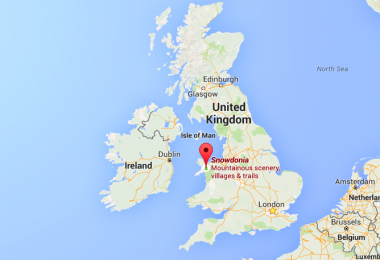 North Sea
Edinburgh
Glasgow
United
Kingdom
Isle of Man
Dublin
Ireland
Snowdonia
Mountainous scenery,
villages & trails
London
Amsterdam
Netherl
Brussels
Belgium